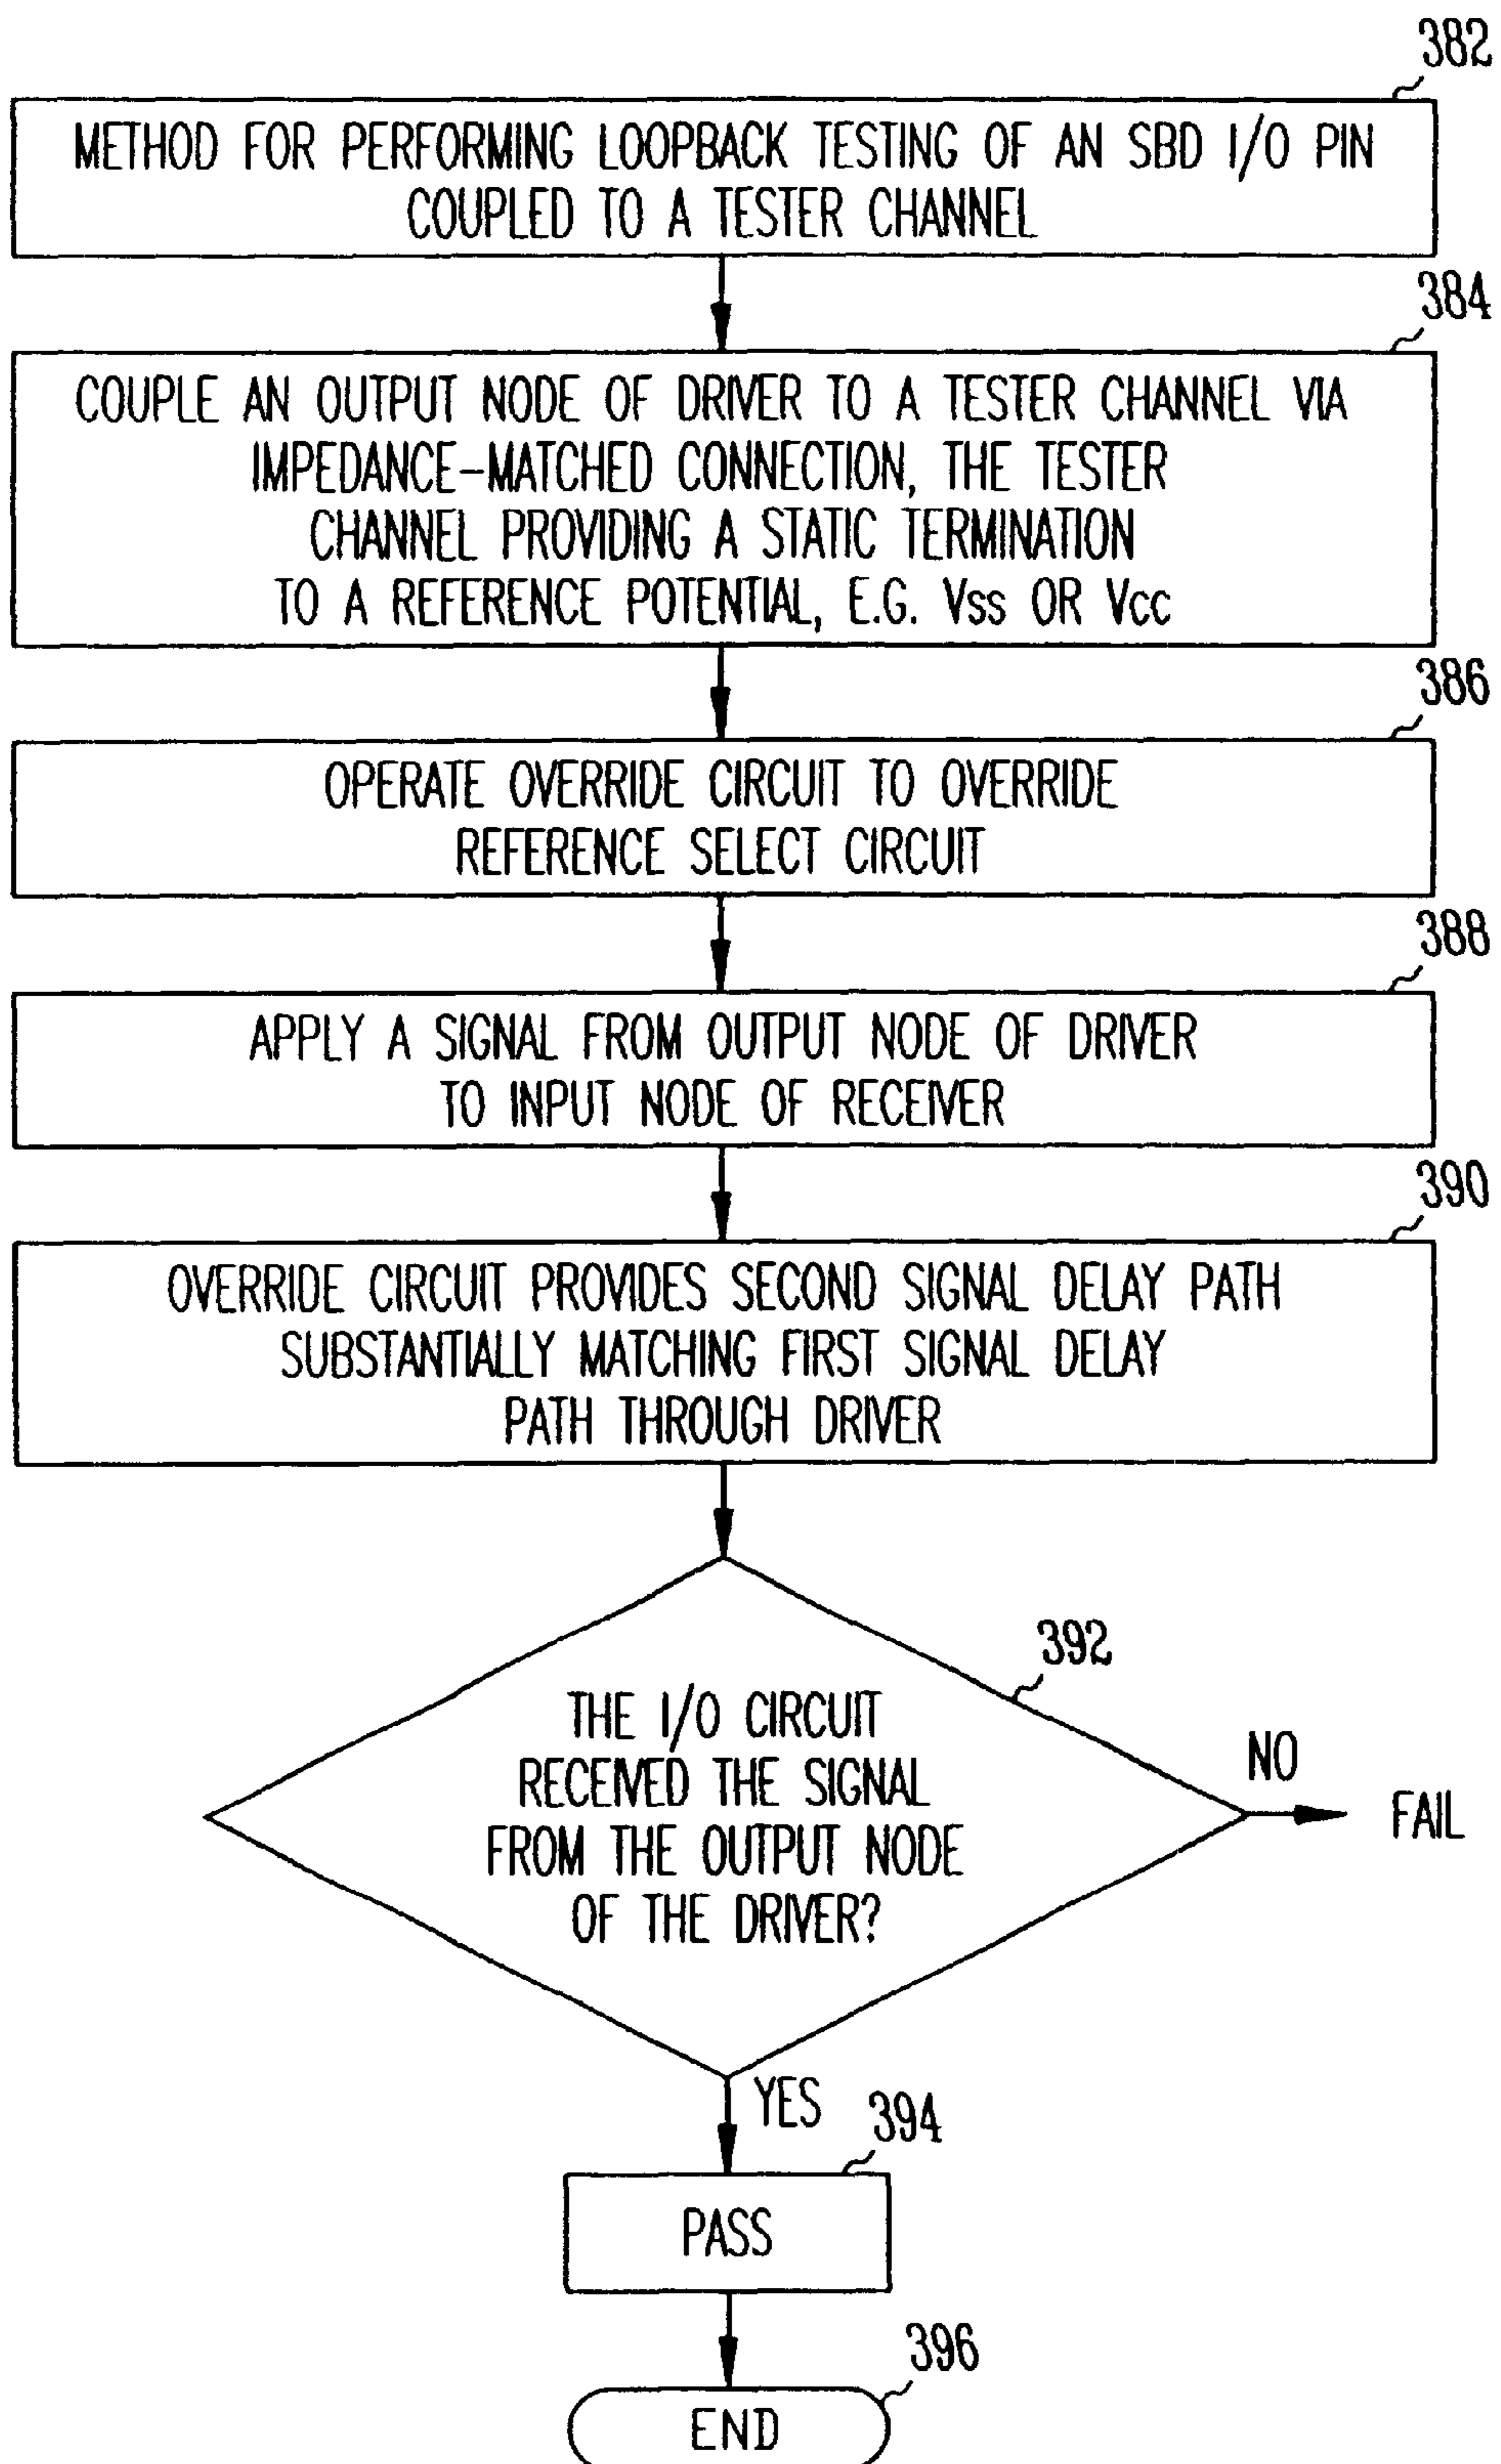 382
METHOD FOR PERFORMING LOOPBACK TESTING OF AN SBD I/O PIN
COUPLED TO A TESTER CHANNEL
384
COUPLE AN OUTPUT NODE OF DRIVER TO A TESTER CHANNEL VIA
IMPEDANCE-MATCHED CONNECTION, THE TESTER
CHANNEL PROVIDING A STATIC TERMINATION
TO A REFERENCE POTENTIAL, E.G. Vss OR Vcc
386
OPERATE OVERRIDE CIRCUIT TO OVERRIDE
REFERENCE SELECT CIRCUIT
388
APPLY A SIGNAL FROM OUTPUT NODE OF DRIVER
TO INPUT NODE OF RECEIVER
390
OVERRIDE CIRCUIT PROVIDES SECOND SIGNAL DELAY PATH
SUBSTANTIALLY MATCHING FIRST SIGNAL DELAY
PATH THROUGH DRIVER
392
THE I/O CIRCUIT
RECEIVED THE SIGNAL
FROM THE OUTPUT NODE
OF THE DRIVER?
NO
FAIL
YES
394
PASS
396
END